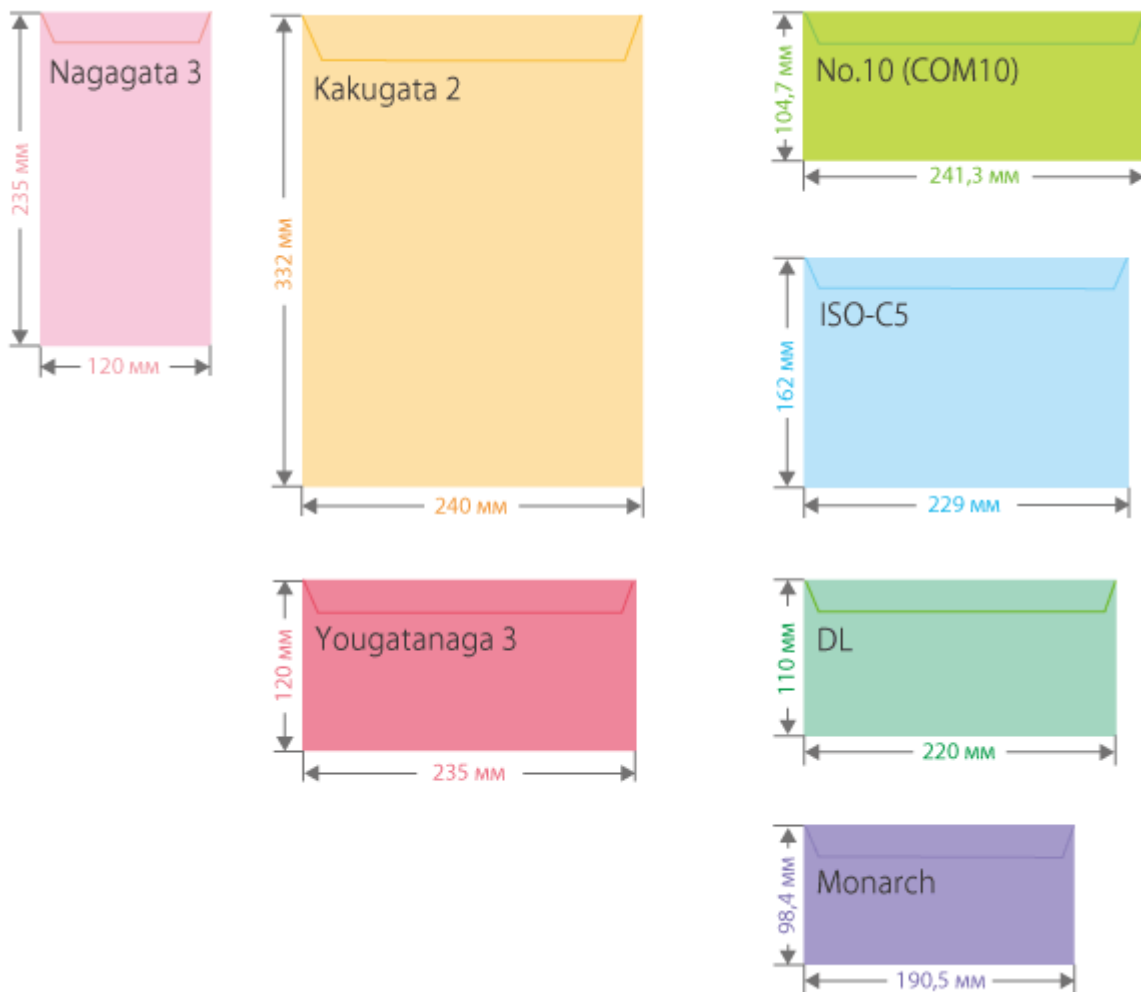 Nagagata 3
235 мм
120 мм
Kakugata 2
332 мм
240 мм
No.10 (COM10)
104,7 мм
241,3 мм
ISO-C5
162 мм
229 мм
Yougatanaga 3
120 мм
235 мм
DL
110 мм
220 мм
Monarch
98,4 мм
190,5 мм